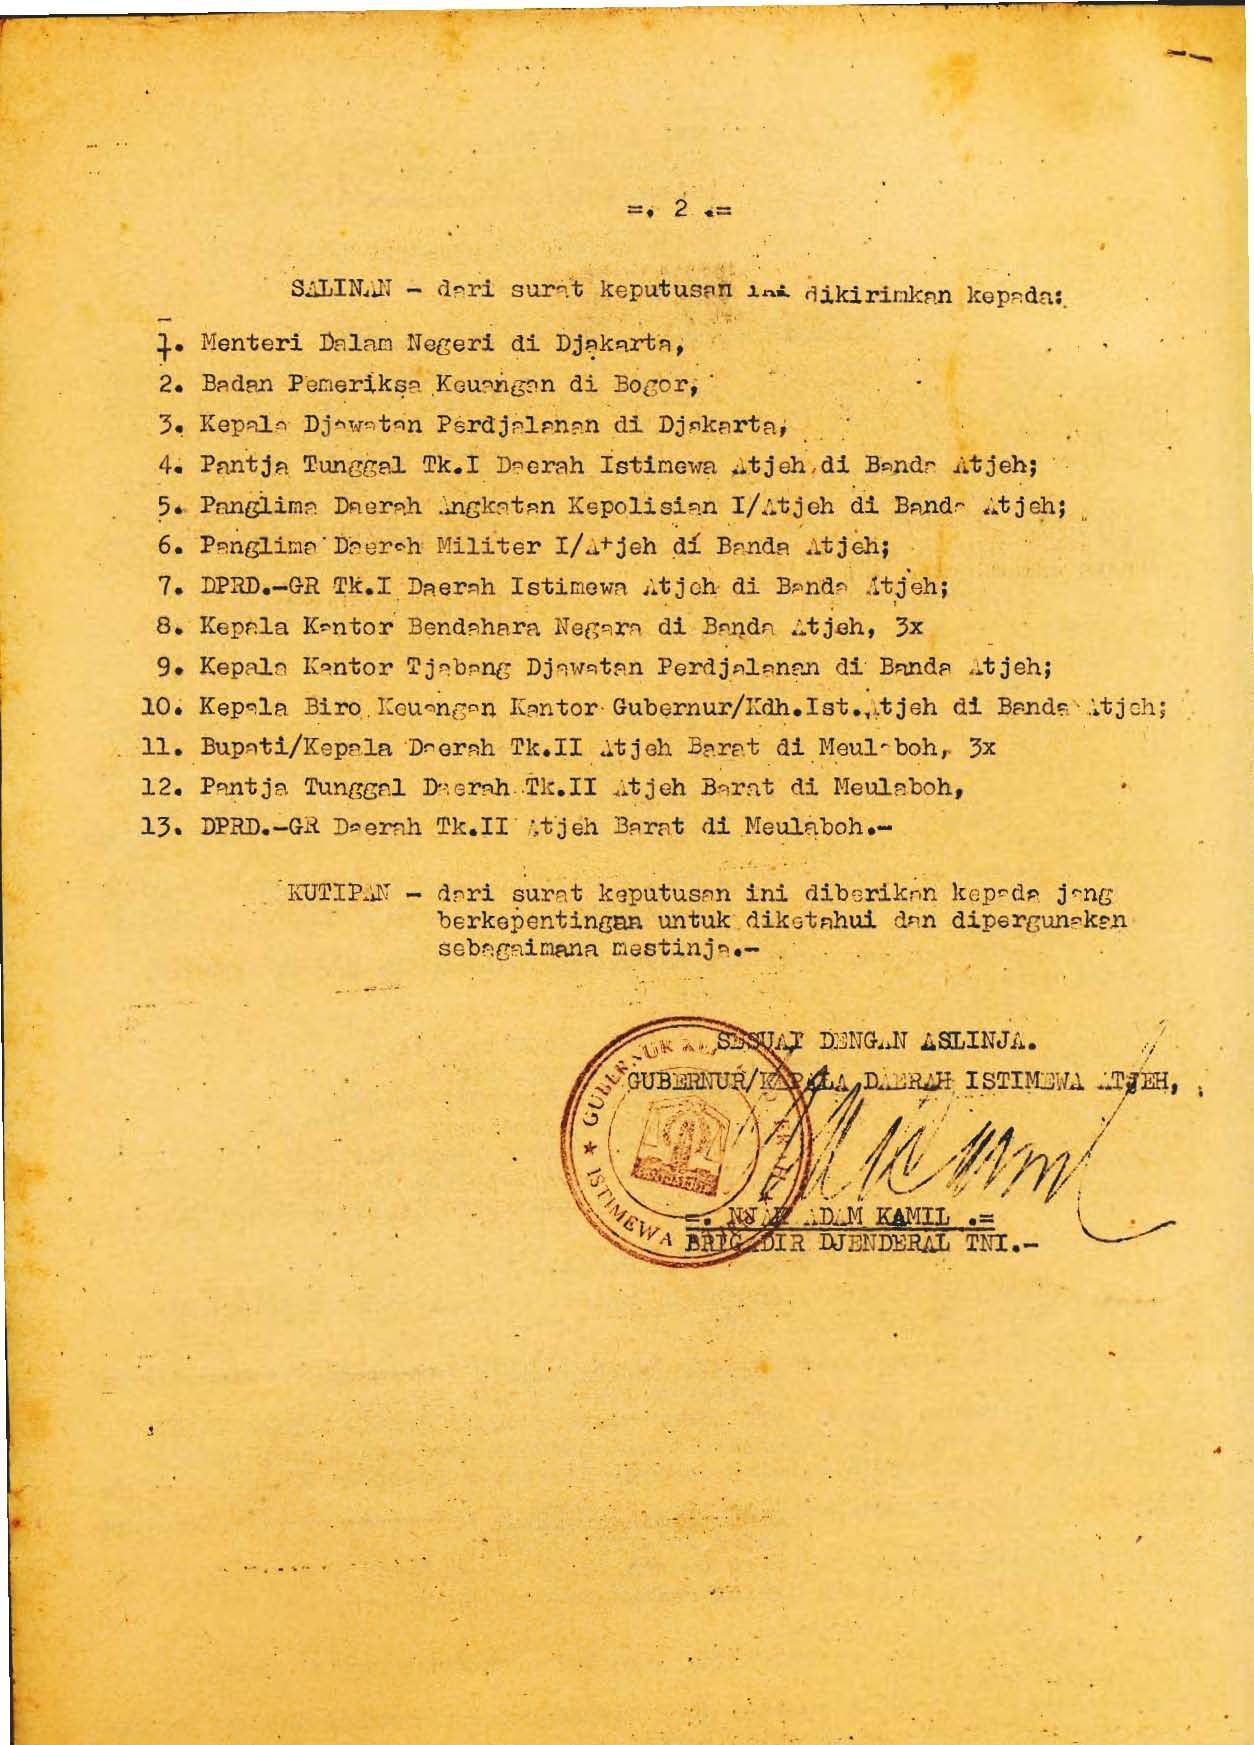 =. 2 .=
SALINAN - dari surat keputusan ini dikirimkan kepada:
1. Menteri Dalam Negeri di Djakarta,
2. Badan Pemeriksa Keuangan di Bogor,
3. Kepala Djawatan Perdjalanan di Djakarta,
4. Pantja Tunggal Tk.I Daerah Istimewa Atjeh di Banda Atjeh;
5. Panglima Daerah Angkatan Kepolisian I/Atjeh di Banda Atjeh;
6. Panglima Daerah Militer I/Atjeh di Banda Atjeh;
7. DPRD.-GR Tk.I Daerah Istimewa Atjeh di Banda Atjeh;
8. Kepala Kantor Bendahara Negara di Banda Atjeh, 3x
9. Kepala Kantor Tjabang Djawatan Perdjalanan di Banda Atjeh;
10. Kepala Biro Keuangan Kantor Gubernur/Kdh.Ist.Atjeh di Banda Atjeh;
11. Bupati/Kepala Daerah Tk.II Atjeh Barat di Meulaboh, 3x
12. Pantja Tunggal Daerah Tk.II Atjeh Barat di Meulaboh,
13. DPRD.-GR Daerah Tk.II Atjeh Barat di Meulaboh.-
KUTIPAN - dari surat keputusan ini diberikan kepada jang
berkepentingan untuk diketahui dan dipergunakan
sebagaimana mestinja.-
SESUAI DENGAN ASLINJA.
GUBERNUR/KEPALA DAERAH ISTIMEWA ATJEH,
GUBERNUR
ISTIMEWA
=. NJAK ADAM KAMIL .=
BRIGADIR DJENDERAL TNI.-